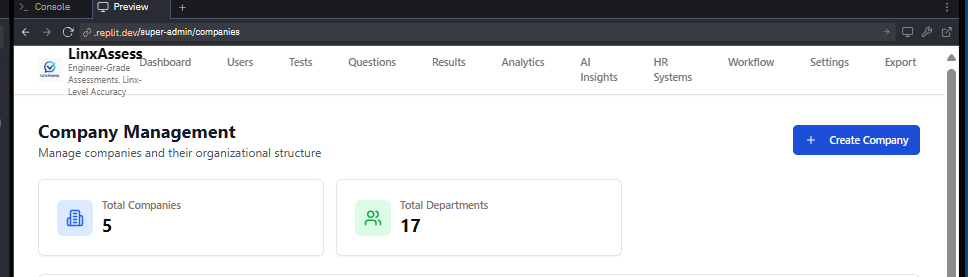 Console
Preview
.replit.dev/super-admin/companies
LinxAssess
Engineer-Grade
Assessments. Linx-
Level Accuracy
Dashboard
Users
Tests
Questions
Results
Analytics
AI
Insights
HR
Systems
Workflow
Settings
Export
Company Management
Manage companies and their organizational structure
+ Create Company
Total Companies
5
Total Departments
17